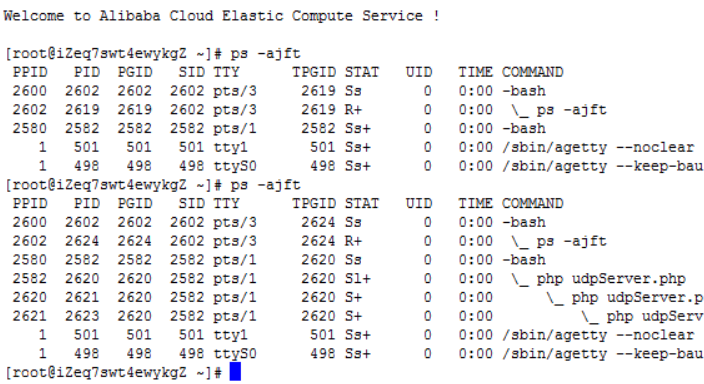 Welcome to Alibaba Cloud Elastic Compute Service !
[root@iZeq7swt4ewykgZ ~]# ps -ajft
 PPID   PID  PGID   SID TTY      TPGID STAT   UID   TIME COMMAND
 2600  2602  2602  2602 pts/3     2619 Ss       0   0:00 -bash
 2602  2619  2619  2602 pts/3     2619 R+       0   0:00  \_ ps -ajft
 2580  2582  2582  2582 pts/1     2582 Ss+      0   0:00 -bash
    1   501   501   501 tty1       501 Ss+      0   0:00 /sbin/agetty --noclear
    1   498   498   498 ttyS0      498 Ss+      0   0:00 /sbin/agetty --keep-bau
[root@iZeq7swt4ewykgZ ~]# ps -ajft
 PPID   PID  PGID   SID TTY      TPGID STAT   UID   TIME COMMAND
 2600  2602  2602  2602 pts/3     2624 Ss       0   0:00 -bash
 2602  2624  2624  2602 pts/3     2624 R+       0   0:00  \_ ps -ajft
 2580  2582  2582  2582 pts/1     2620 Ss       0   0:00 -bash
 2582  2620  2620  2582 pts/1     2620 Sl+      0   0:00  \_ php udpServer.php
 2620  2621  2620  2582 pts/1     2620 S+       0   0:00      \_ php udpServer.p
 2621  2623  2620  2582 pts/1     2620 S+       0   0:00          \_ php udpServ
    1   501   501   501 tty1       501 Ss+      0   0:00 /sbin/agetty --noclear
    1   498   498   498 ttyS0      498 Ss+      0   0:00 /sbin/agetty --keep-bau
[root@iZeq7swt4ewykgZ ~]#